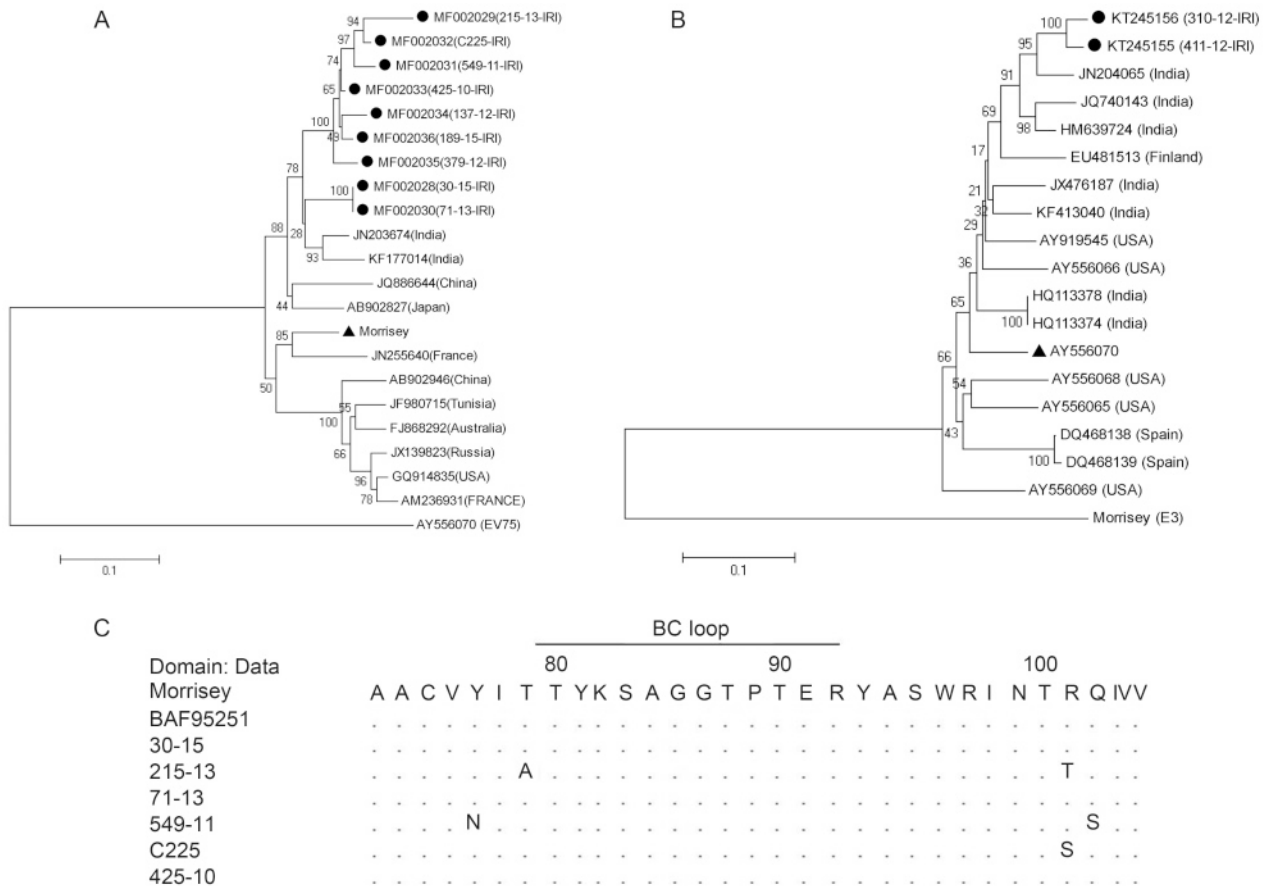 A
94
MF002029(215-13-IRI)
97
MF002032(C225-IRI)
74
MF002031(549-11-IRI)
65
MF002033(425-10-IRI)
100
MF002034(137-12-IRI)
49
MF002036(189-15-IRI)
MF002035(379-12-IRI)
78
MF002028(30-15-IRI)
100
MF002030(71-13-IRI)
88
28
JN203674(India)
93
KF177014(India)
JQ886644(China)
44
AB902827(Japan)
85
Morrisey
JN255640(France)
50
AB902946(China)
55
JF980715(Tunisia)
100
FJ868292(Australia)
66
JX139823(Russia)
96
GQ914835(USA)
78
AM236931(FRANCE)
AY556070 (EV75)
0.1
B
100
KT245156 (310-12-IRI)
95
KT245155 (411-12-IRI)
91
JN204065 (India)
JQ740143 (India)
69
98
HM639724 (India)
17
EU481513 (Finland)
21
JX476187 (India)
32
KF413040 (India)
29
AY919545 (USA)
36
AY556066 (USA)
65
HQ113378 (India)
100
HQ113374 (India)
66
AY556070
54
AY556068 (USA)
43
AY556065 (USA)
DQ468138 (Spain)
100
DQ468139 (Spain)
AY556069 (USA)
Morrisey (E3)
0.1
C
BC loop
Domain: Data 80 90 100
Morrisey A A C V Y I T T Y K S A G G T P T E R Y A S W R I N T R Q I V V
BAF95251 . . . . . . . . . . . . . . . . . . . . . . . . . . . . . . . .
30-15 . . . . . . . . . . . . . . . . . . . . . . . . . . . . . . . .
215-13 . . . . . . A . . . . . . . . . . . . . . . . . . . . T . . . .
71-13 . . . . . . . . . . . . . . . . . . . . . . . . . . . . . . . .
549-11 . . . . N . . . . . . . . . . . . . . . . . . . . . . . S . . .
C225 . . . . . . . . . . . . . . . . . . . . . . . . . . . S . . . .
425-10 . . . . . . . . . . . . . . . . . . . . . . . . . . . . . . . .